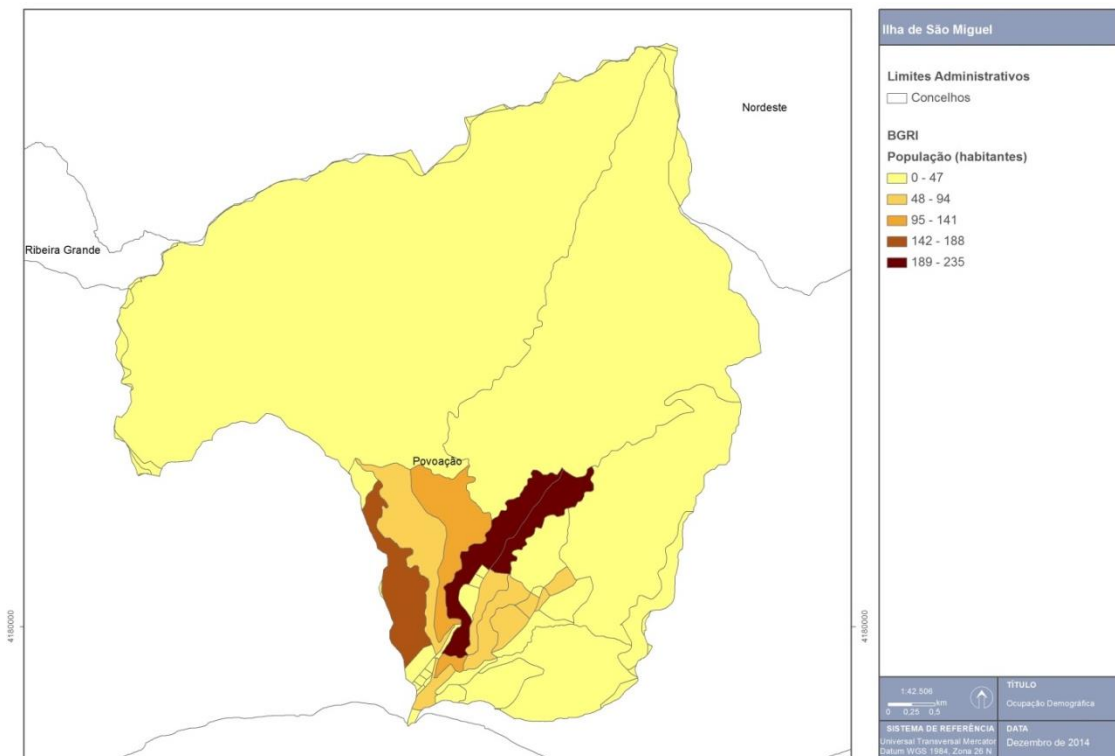 Nordeste
Ribeira Grande
Povoação
4180000
4180000
Ilha de São Miguel
Limites Administrativos
Concelhos
BGRI
População (habitantes)
0 - 47
48 - 94
95 - 141
142 - 188
189 - 235
1:42.506
km
0 0,25 0,5
TÍTULO
Ocupação Demográfica
SISTEMA DE REFERÊNCIA
Universal Transversal Mercator
Datum WGS 1984, Zona 26 N
DATA
Dezembro de 2014